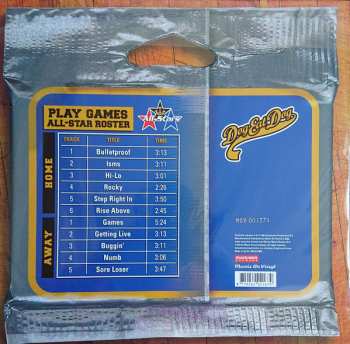 PLAY GAMES
ALL-STAR ROSTER
All-Stars
Dog Eat Dog
TRACK TITLE TIME
HOME
1 Bulletproof 3:13
2 Isms 3:11
3 Hi-Lo 3:01
4 Rocky 2:26
5 Step Right In 3:50
6 Rise Above 2:45
AWAY
1 Games 5:24
2 Getting Live 3:13
3 Buggin' 3:11
4 Numb 3:06
5 Sore Loser 3:47
Music On Vinyl